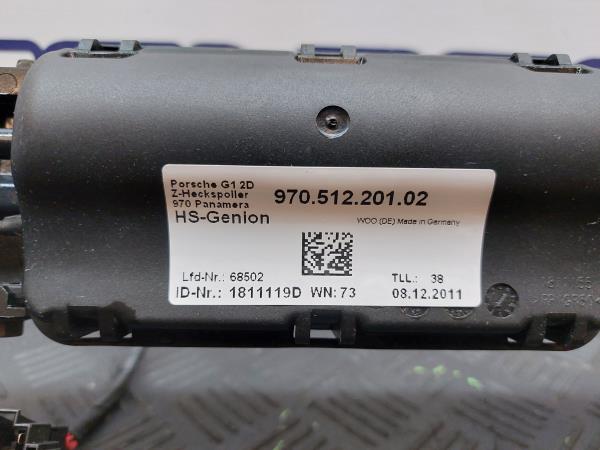 Porsche G1 2D
Z-Heckspoiler
970 Panamera
970.512.201.02
HS-Genion
WOO (DE) Made in Germany
Lfd-Nr.: 68502
TLL.: 38
ID-Nr.: 1811119D WN: 73
08.12.2011